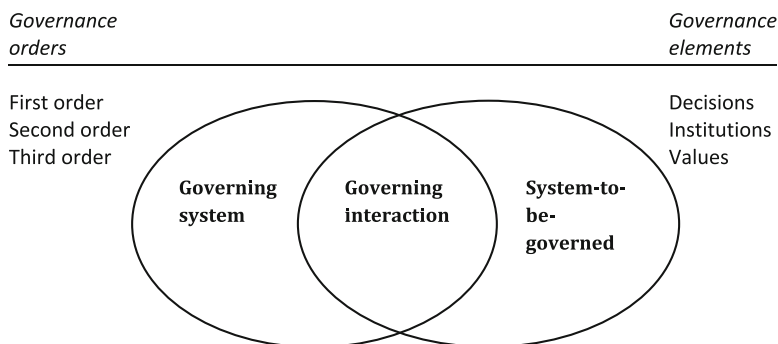 Governance
orders
Governance
elements
First order
Second order
Third order
Decisions
Institutions
Values
Governing
system
Governing
interaction
System-to-
be-
governed